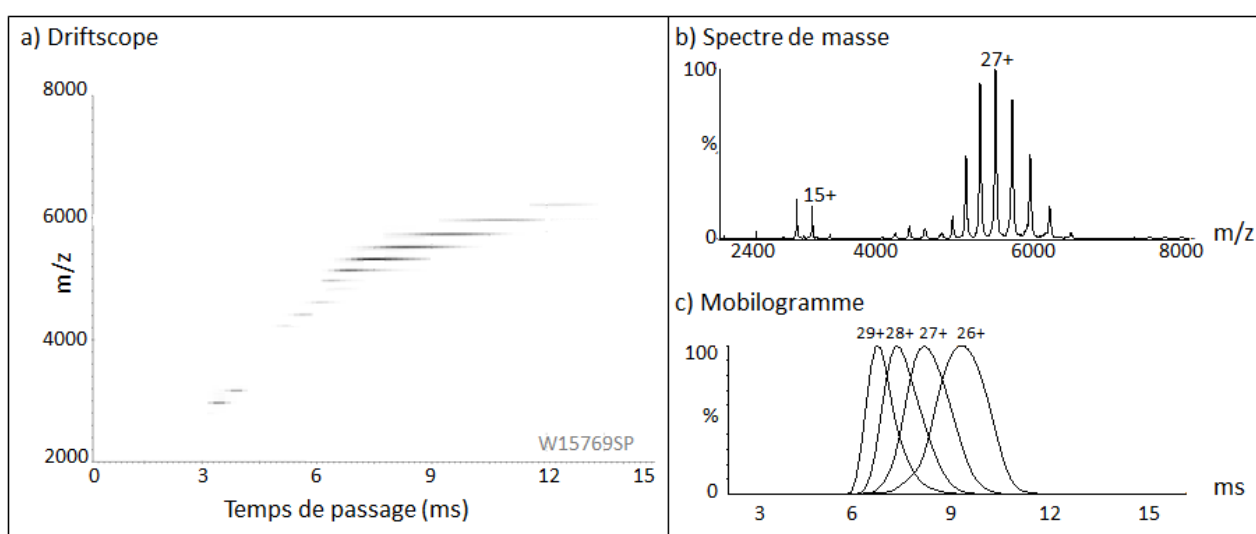 a) Driftscope
8000
6000
m/z
4000
2000
W15769SP
0 3 6 9 12 15
Temps de passage (ms)
b) Spectre de masse
27+
100
%
15+
0
2400 4000 6000 8000 m/z
c) Mobilogramme
29+ 28+ 27+ 26+
100
%
0
3 6 9 12 15
ms